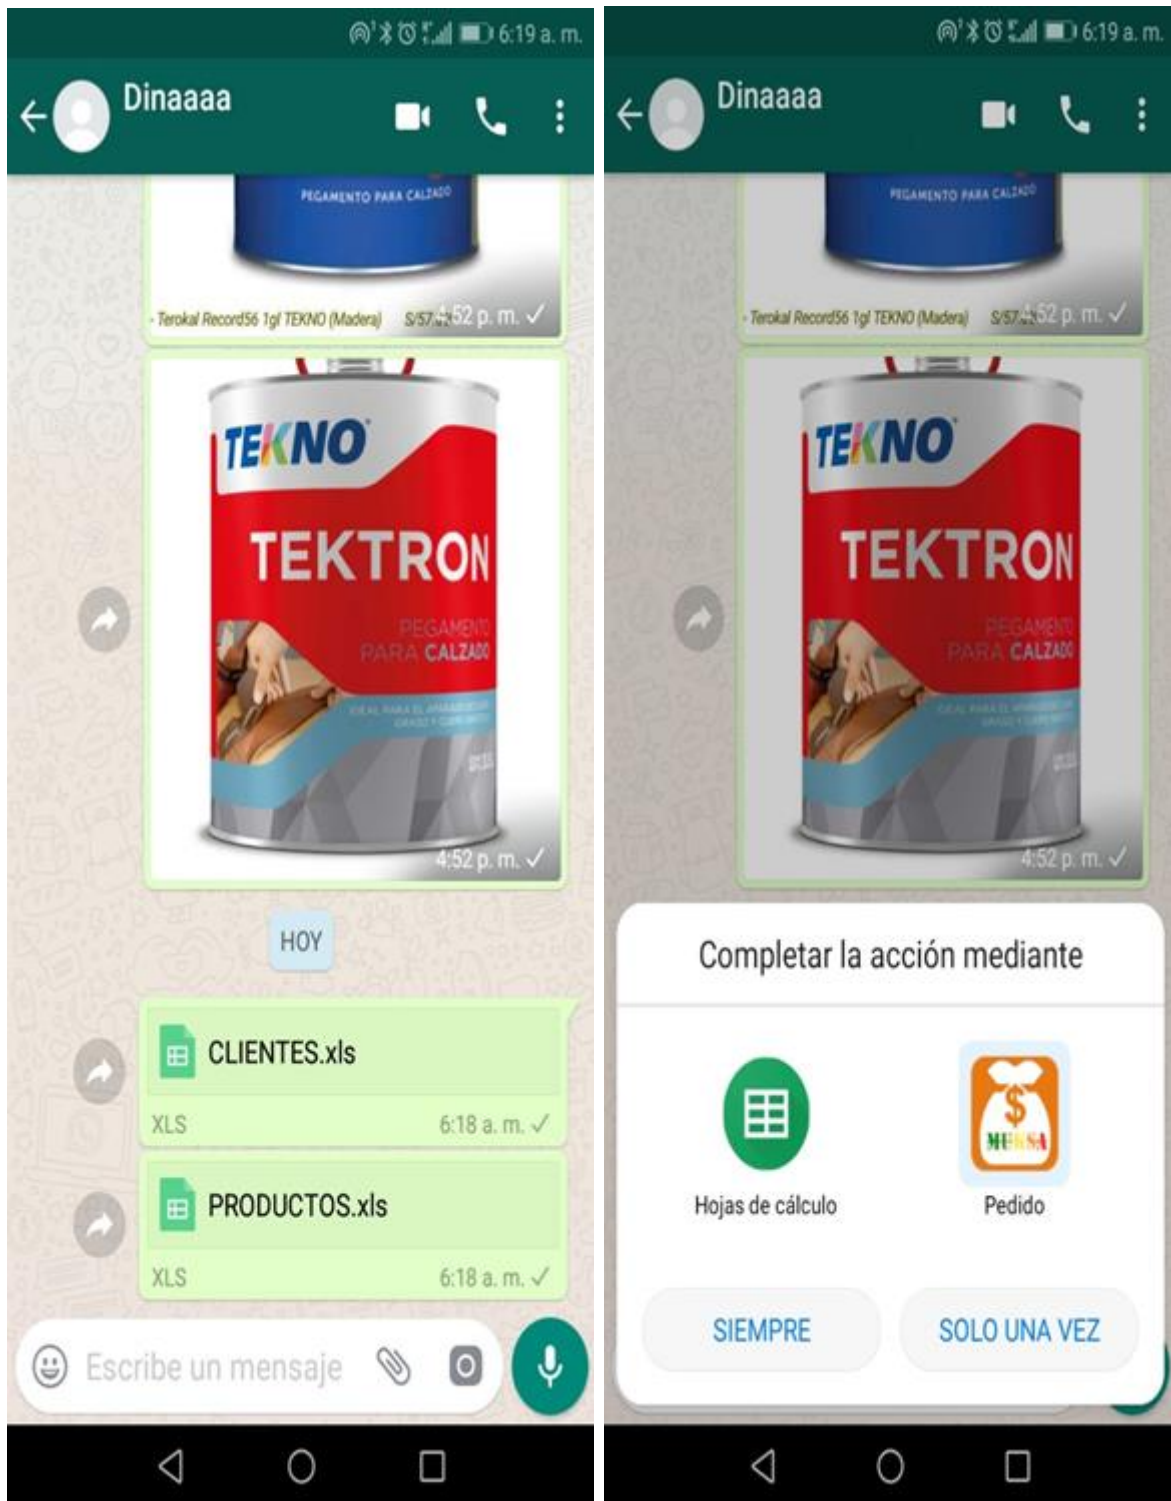 6:19 a. m.
Dinaaaa
PEGAMENTO PARA CALZADO
- Terokal Record56 1gl TEKNO (Madera) S/57.
4:52 p. m.
TEKNO
TEKTRON
PEGAMENTO
PARA CALZADO
4:52 p. m.
HOY
CLIENTES.xls
XLS 6:18 a. m.
PRODUCTOS.xls
XLS 6:18 a. m.
Escribe un mensaje
6:19 a. m.
Dinaaaa
PEGAMENTO PARA CALZADO
- Terokal Record56 1gl TEKNO (Madera) S/57.
4:52 p. m.
TEKNO
TEKTRON
PEGAMENTO
PARA CALZADO
4:52 p. m.
Completar la acción mediante
$
MUKSA
Hojas de cálculo
Pedido
SIEMPRE
SOLO UNA VEZ